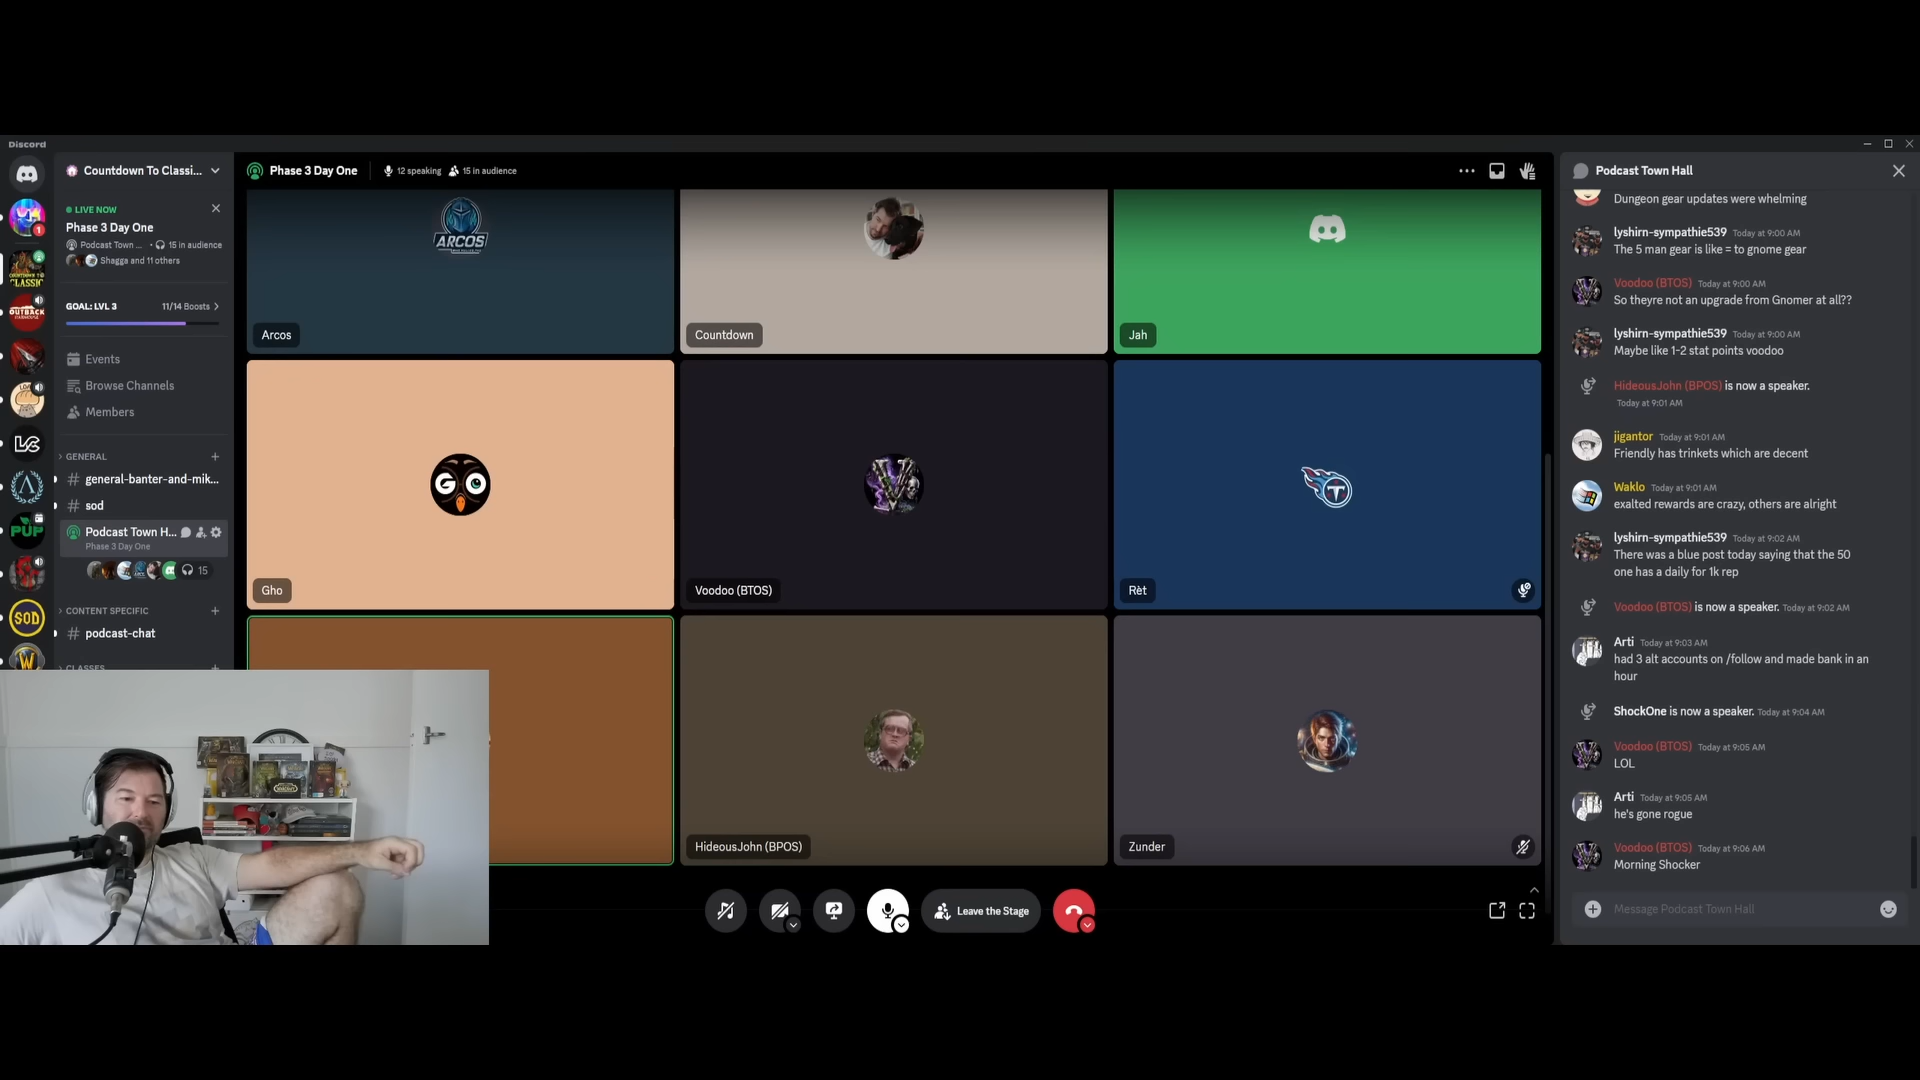 Discord
Countdown To Classi...
LIVE NOW
Phase 3 Day One
Podcast Town ... • 15 in audience
Shagga and 11 others
GOAL: LVL 3 11/14 Boosts
Events
Browse Channels
Members
GENERAL
# general-banter-and-mik...
# sod
Podcast Town H...
Phase 3 Day One
15
CONTENT SPECIFIC
# podcast-chat
CLASSES
1
COUNTDOWN TO
CLASSIC
OUTBACK
LC
PUP
SOD
W
Phase 3 Day One
12 speaking 15 in audience
ARCOS
Arcos
Countdown
Jah
GO
Gho
Voodoo (BTOS)
T
Rèt
HideousJohn (BPOS)
Zunder
Leave the Stage
Podcast Town Hall
Dungeon gear updates were whelming
lyshirn-sympathie539 Today at 9:00 AM
The 5 man gear is like = to gnome gear
Voodoo (BTOS) Today at 9:00 AM
So theyre not an upgrade from Gnomer at all??
lyshirn-sympathie539 Today at 9:00 AM
Maybe like 1-2 stat points voodoo
HideousJohn (BPOS) is now a speaker.
Today at 9:01 AM
jigantor Today at 9:01 AM
Friendly has trinkets which are decent
Waklo Today at 9:01 AM
exalted rewards are crazy, others are alright
lyshirn-sympathie539 Today at 9:02 AM
There was a blue post today saying that the 50
one has a daily for 1k rep
Voodoo (BTOS) is now a speaker. Today at 9:02 AM
Arti Today at 9:03 AM
had 3 alt accounts on /follow and made bank in an
hour
ShockOne is now a speaker. Today at 9:04 AM
Voodoo (BTOS) Today at 9:05 AM
LOL
Arti Today at 9:05 AM
he's gone rogue
Voodoo (BTOS) Today at 9:06 AM
Morning Shocker
Message Podcast Town Hall